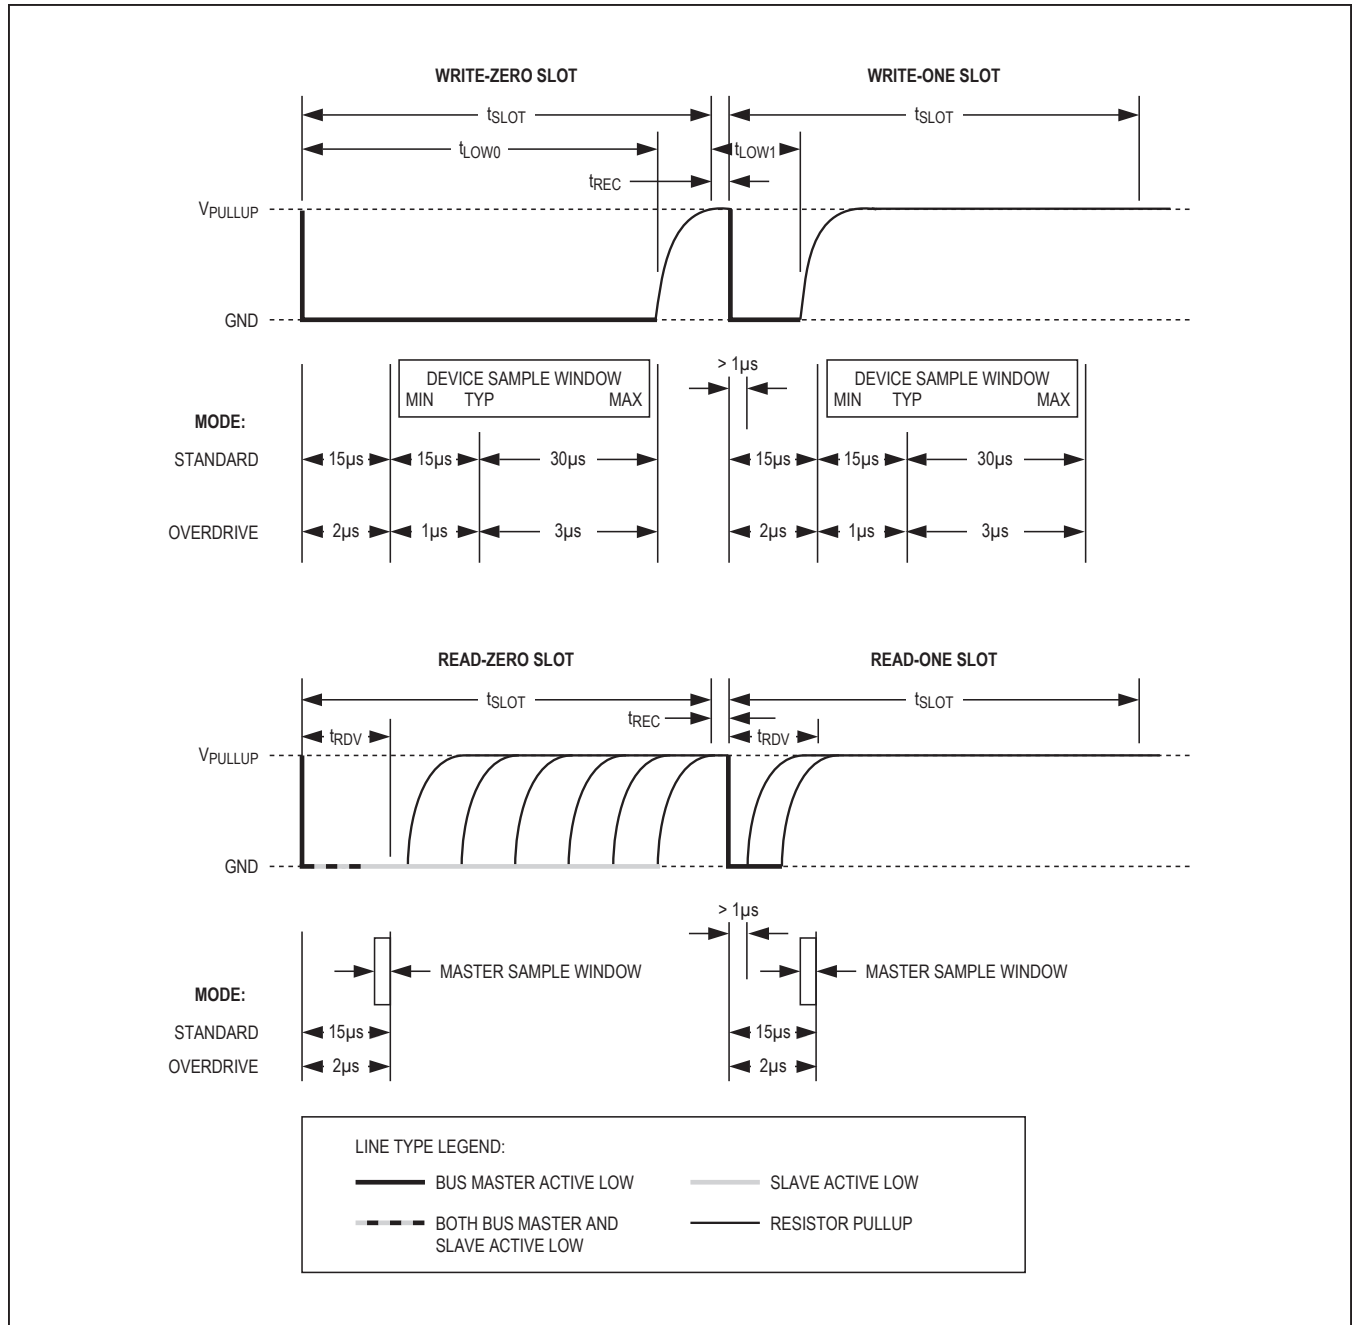 WRITE-ZERO SLOT WRITE-ONE SLOT
tSLOT tSLOT
tLOW0 tLOW1
tREC
VPULLUP
GND
> 1µs
DEVICE SAMPLE WINDOW DEVICE SAMPLE WINDOW
MIN TYP MAX MIN TYP MAX
MODE:
STANDARD 15µs 15µs 30µs 15µs 15µs 30µs
OVERDRIVE 2µs 1µs 3µs 2µs 1µs 3µs
READ-ZERO SLOT READ-ONE SLOT
tSLOT tSLOT
tREC
tRDV tRDV
VPULLUP
GND
> 1µs
MASTER SAMPLE WINDOW MASTER SAMPLE WINDOW
MODE:
STANDARD 15µs 15µs
OVERDRIVE 2µs 2µs
LINE TYPE LEGEND:
BUS MASTER ACTIVE LOW SLAVE ACTIVE LOW
BOTH BUS MASTER AND RESISTOR PULLUP
SLAVE ACTIVE LOW